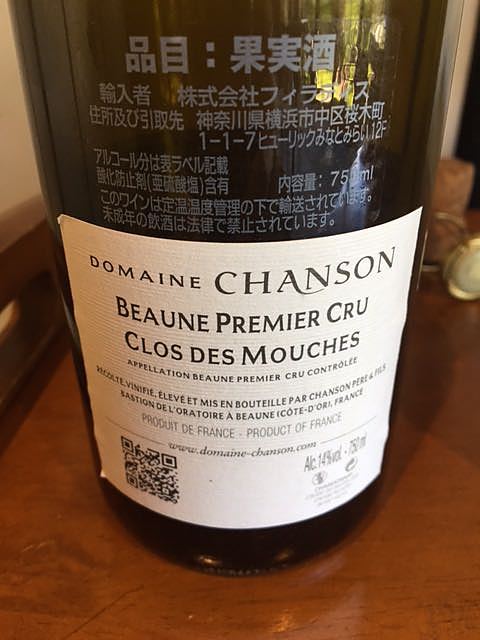 品目：果実酒
輸入者 株式会社フィラディス
住所及び引取先 神奈川県横浜市中区桜木町
1-1-7ヒューリックみなとみらい12F
アルコール分は表ラベル記載
酸化防止剤(亜硫酸塩)含有 内容量：750ml
このワインは定温温度管理の下で輸送されています。
未成年の飲酒は法律で禁止されています。
DOMAINE CHANSON
BEAUNE PREMIER CRU
CLOS DES MOUCHES
APPELLATION BEAUNE PREMIER CRU CONTRÔLÉE
RÉCOLTÉ, VINIFIÉ, ÉLEVÉ ET MIS EN BOUTEILLE PAR CHANSON PÈRE & FILS
BASTION DE L'ORATOIRE À BEAUNE (CÔTE-D'OR), FRANCE
PRODUIT DE FRANCE - PRODUCT OF FRANCE
www.domaine-chanson.com
Alc.14%vol. - 750 ml